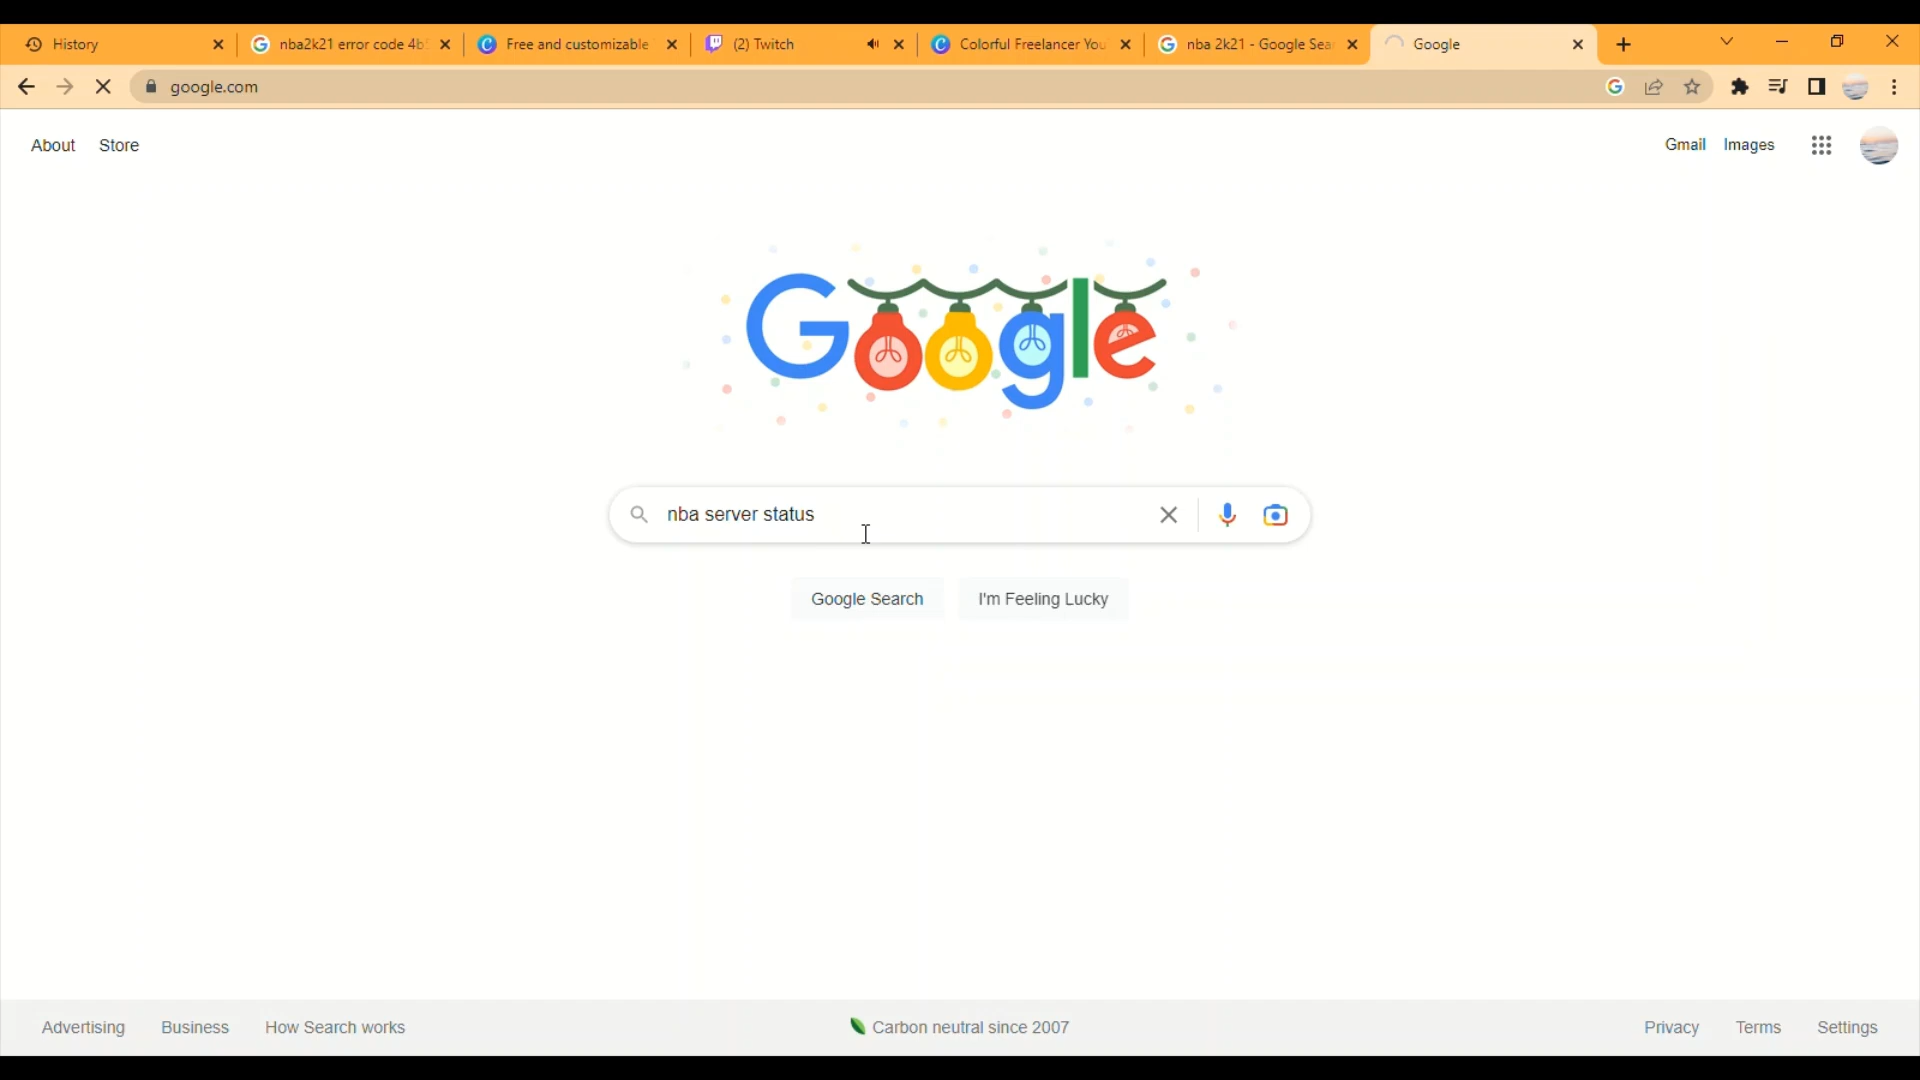 History
nba2k21 error code 4b
Free and customizable
(2) Twitch
Colorful Freelancer You
nba 2k21 - Google Sea
Google
google.com
About Store
Gmail Images
Google
nba server status
Google Search
I'm Feeling Lucky
Advertising Business How Search works
Carbon neutral since 2007
Privacy Terms Settings